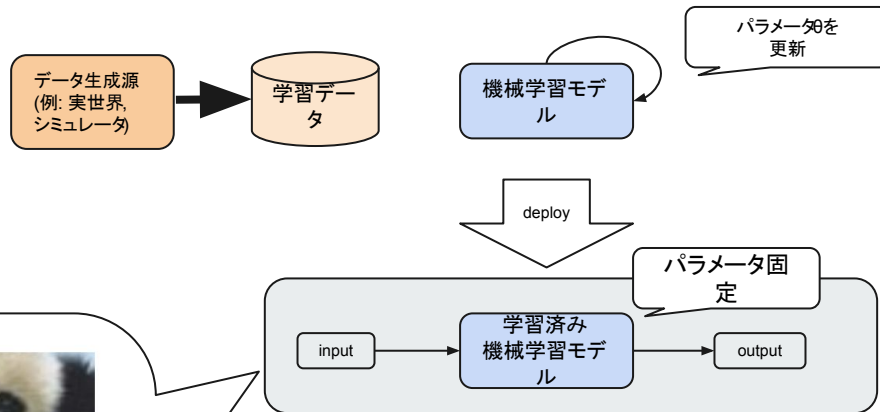 パラメータθを
更新
データ生成源
(例: 実世界,
シミュレータ)
学習デー
タ
機械学習モデ
ル
deploy
パラメータ固
定
input
学習済み
機械学習モデ
ル
output